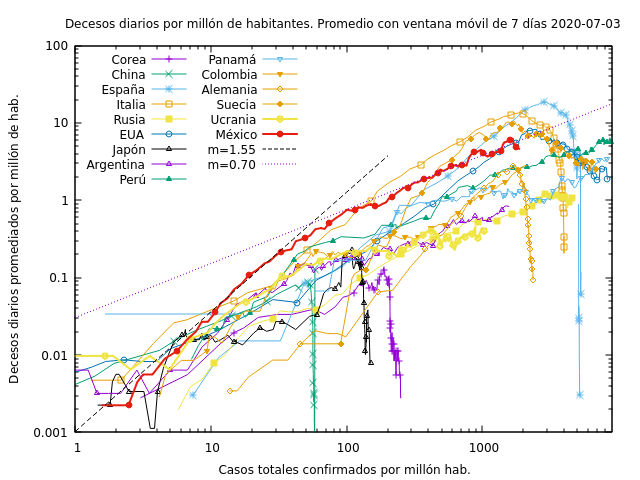 Decesos diarios por millón de habitantes. Promedio con ventana móvil de 7 días 2020-07-03
Decesos diarios promediados por millón de hab.
100
10
1
0.1
0.01
0.001
Corea
China
España
Italia
Rusia
EUA
Japón
Argentina
Perú
Panamá
Colombia
Alemania
Suecia
Ucrania
México
m=1.55
m=0.70
1 10 100 1000
Casos totales confirmados por millón hab.